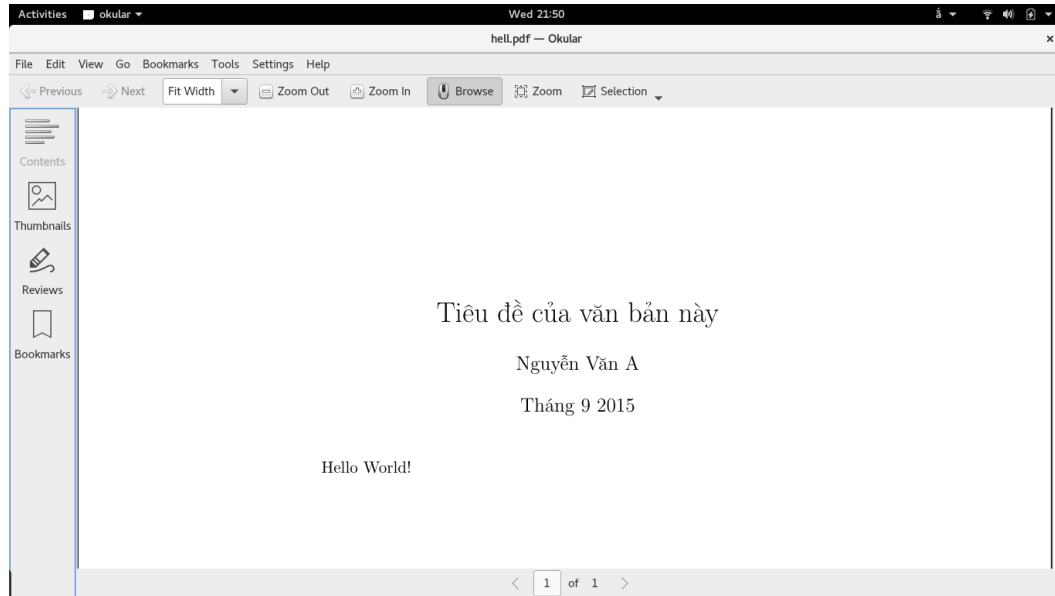 Activities okular Wed 21:50 ắ
hell.pdf — Okular
File Edit View Go Bookmarks Tools Settings Help
Previous Next Fit Width Zoom Out Zoom In Browse Zoom Selection
Contents
Thumbnails
Reviews
Bookmarks
Tiêu đề của văn bản này
Nguyễn Văn A
Tháng 9 2015
Hello World!
1 of 1